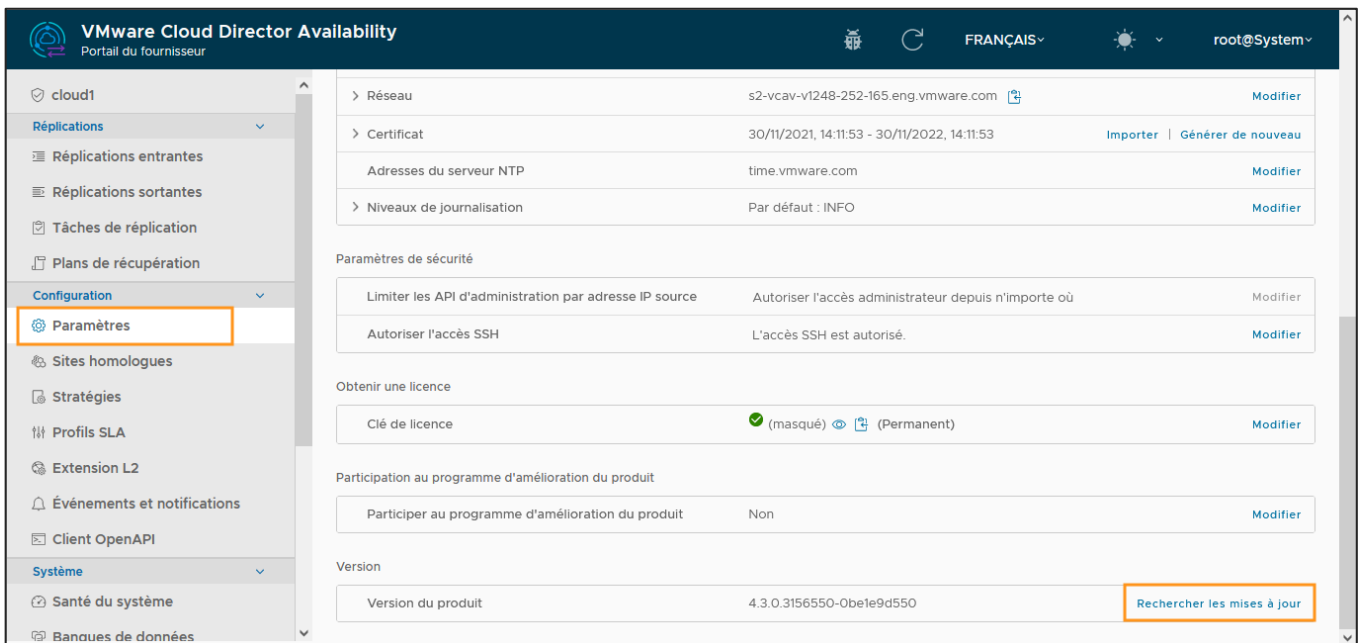 VMware Cloud Director Availability
Portail du fournisseur
FRANÇAIS
root@System
cloud1
Réplications
Réplications entrantes
Réplications sortantes
Tâches de réplication
Plans de récupération
Configuration
Paramètres
Sites homologues
Stratégies
Profils SLA
Extension L2
Événements et notifications
Client OpenAPI
Système
Santé du système
Banques de données
Réseau s2-vcav-v1248-252-165.eng.vmware.com Modifier
Certificat 30/11/2021, 14:11:53 - 30/11/2022, 14:11:53 Importer | Générer de nouveau
Adresses du serveur NTP time.vmware.com Modifier
Niveaux de journalisation Par défaut : INFO Modifier
Paramètres de sécurité
Limiter les API d'administration par adresse IP source Autoriser l'accès administrateur depuis n'importe où Modifier
Autoriser l'accès SSH L'accès SSH est autorisé. Modifier
Obtenir une licence
Clé de licence (masqué) (Permanent) Modifier
Participation au programme d'amélioration du produit
Participer au programme d'amélioration du produit Non Modifier
Version
Version du produit 4.3.0.3156550-0be1e9d550 Rechercher les mises à jour